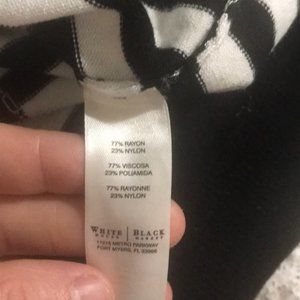 77% RAYON
23% NYLON
77% VISCOSA
23% POLIAMIDA
77% RAYONNE
23% NYLON
WHITE HOUSE | BLACK MARKET
11215 METRO PARKWAY
FORT MYERS, FL 33966